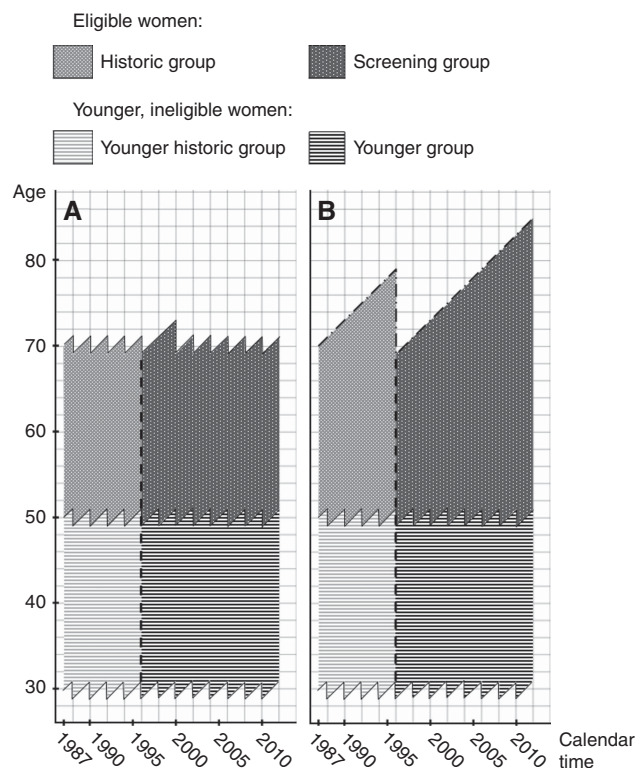 Eligible women:
Historic group
Screening group
Younger, ineligible women:
Younger historic group
Younger group
Age
A
B
80
70
60
50
40
30
1987
1990
1995
2000
2005
2010
1987
1990
1995
2000
2005
2010
Calendar
time